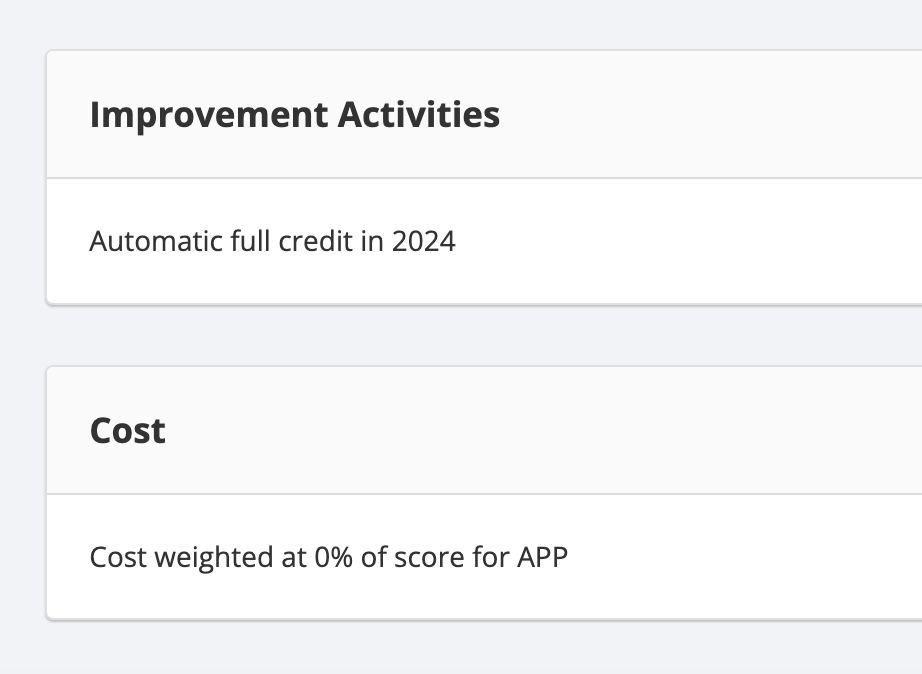 Improvement Activities
Automatic full credit in 2024
Cost
Cost weighted at 0% of score for APP